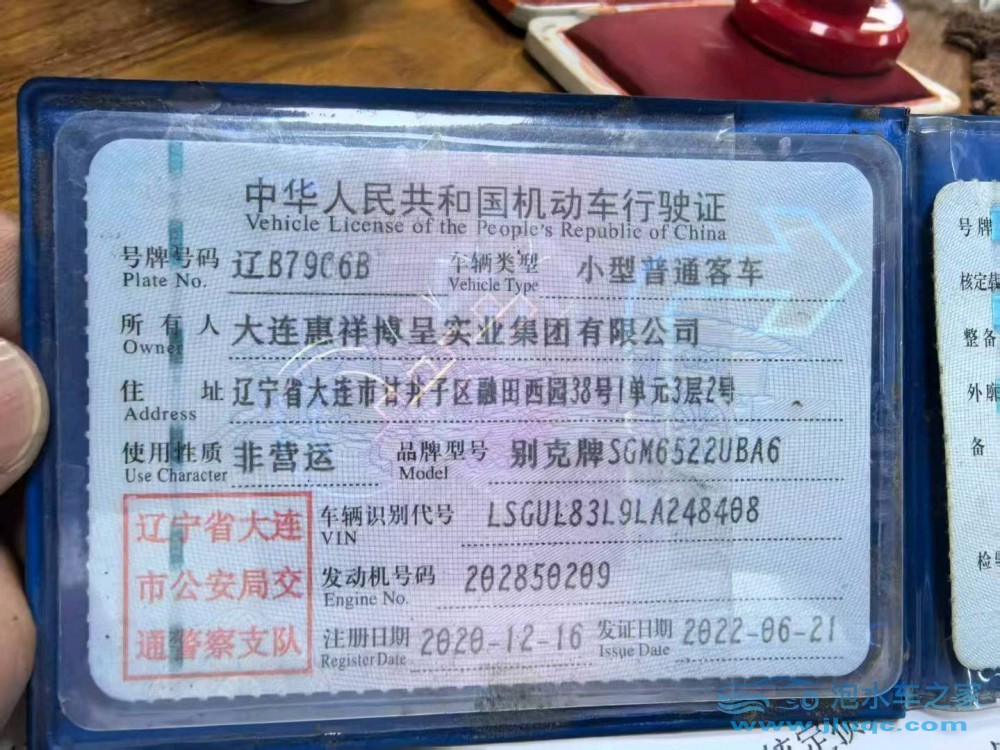 中华人民共和国机动车行驶证
Vehicle License of the People's Republic of China
号牌号码 辽B79C6B 车辆类型 小型普通客车
Plate No. Vehicle Type
所有人 大连惠祥博呈实业集团有限公司
Owner
住址 辽宁省大连市甘井子区融田西园38号1单元3层2号
Address
使用性质 非营运 品牌型号 别克牌SGM6522UBA6
Use Character Model
辽宁省大连
市公安局交
通警察支队
车辆识别代号 LSGUL83L9LA248408
VIN
发动机号码 202850209
Engine No.
注册日期 2020-12-16 发证日期 2022-06-21
Register Date Issue Date
号牌
核定载
整备
外廓
备
检验
泡水车之家
www.jluqc.com